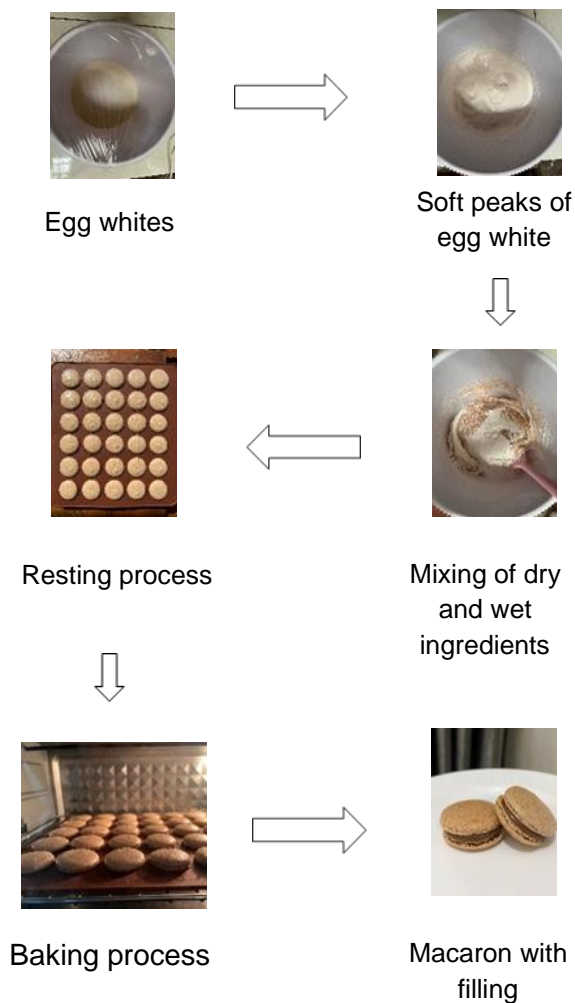 Egg whites
Soft peaks of
egg white
Resting process
Mixing of dry
and wet
ingredients
Baking process
Macaron with
filling